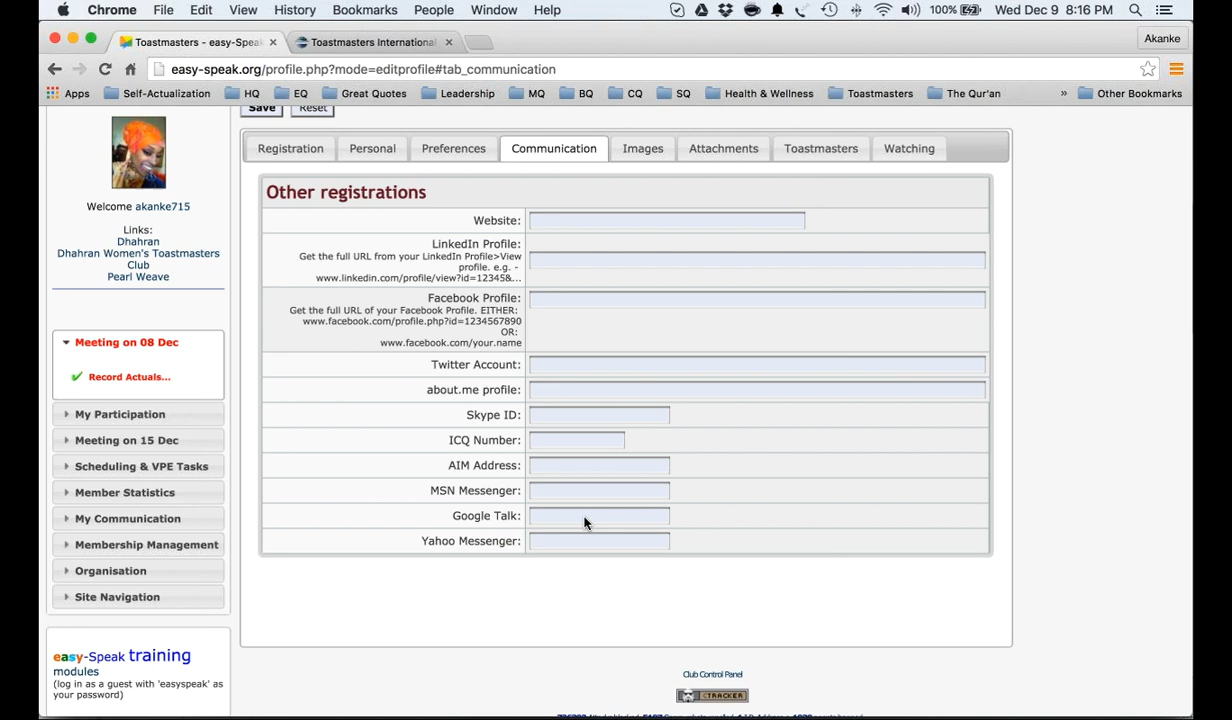 Chrome File Edit View History Bookmarks People Window Help 100% Wed Dec 9 8:16 PM
Toastmasters - easy-Speak × Toastmasters International × Akanke
easy-speak.org/profile.php?mode=editprofile#tab_communication
Apps Self-Actualization HQ EQ Great Quotes Leadership MQ BQ CQ SQ Health & Wellness Toastmasters The Qur'an » Other Bookmarks
Save Reset
Registration Personal Preferences Communication Images Attachments Toastmasters Watching
Welcome akanke715
Links:
Dhahran
Dhahran Women's Toastmasters
Club
Pearl Weave
Meeting on 08 Dec
Record Actuals...
My Participation
Meeting on 15 Dec
Scheduling & VPE Tasks
Member Statistics
My Communication
Membership Management
Organisation
Site Navigation
easy-Speak training
modules
(log in as a guest with 'easyspeak' as
your password)
Other registrations
Website:
LinkedIn Profile:
Get the full URL from your LinkedIn Profile>View
profile. e.g. -
www.linkedin.com/profile/view?id=12345&...
Facebook Profile:
Get the full URL of your Facebook Profile. EITHER:
www.facebook.com/profile.php?id=1234567890
OR:
www.facebook.com/your.name
Twitter Account:
about.me profile:
Skype ID:
ICQ Number:
AIM Address:
MSN Messenger:
Google Talk:
Yahoo Messenger:
Club Control Panel
CTRACKER